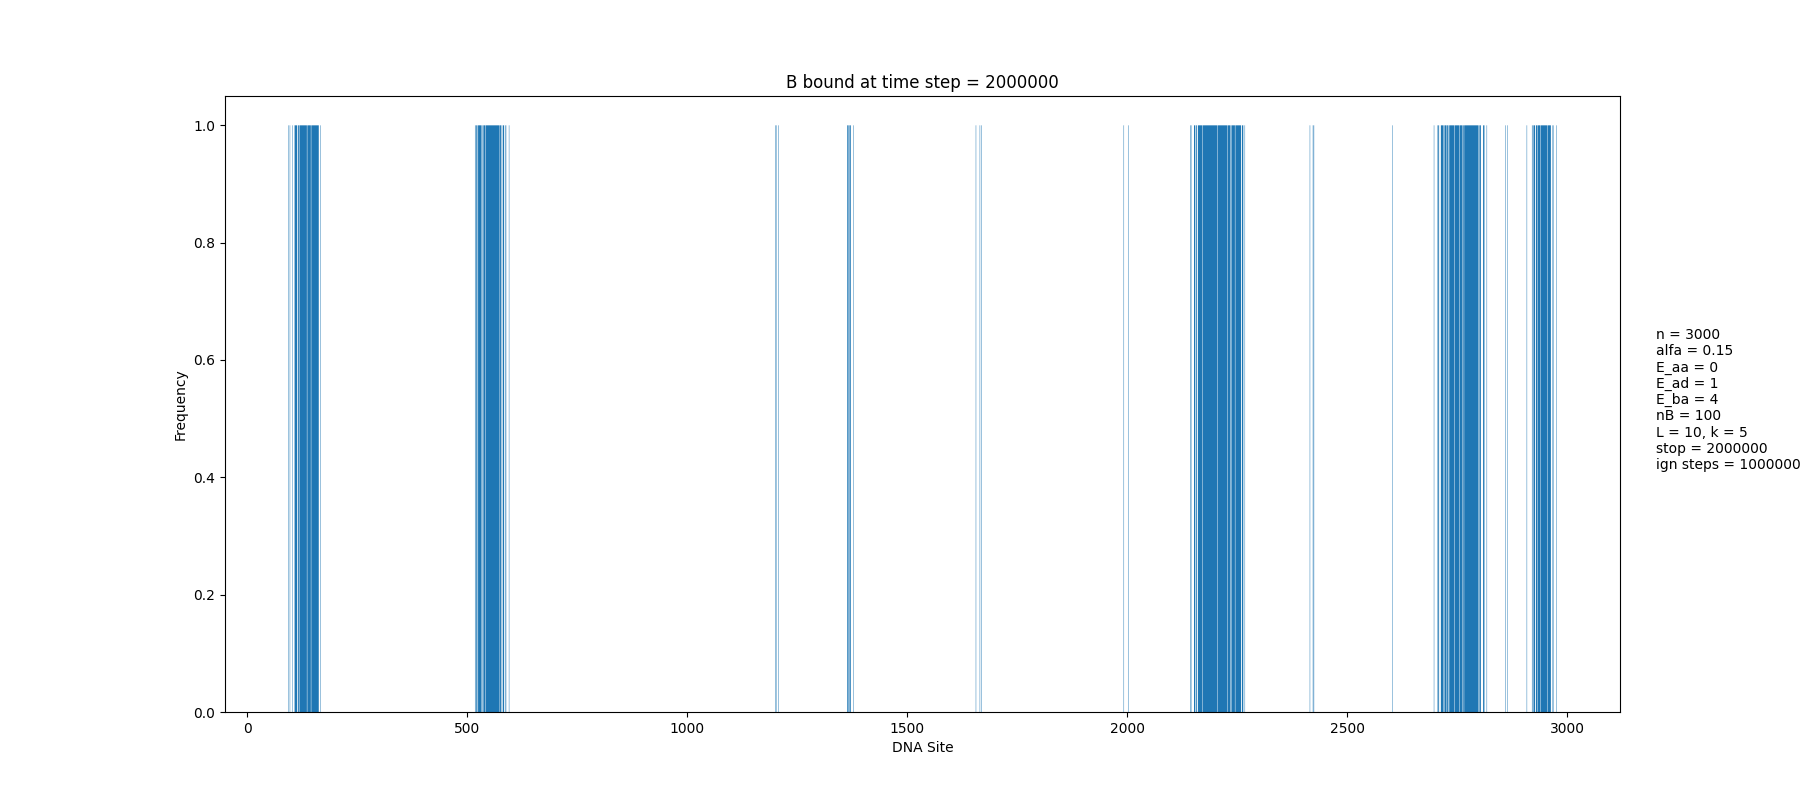 B bound at time step = 2000000
1.0
0.8
0.6
0.4
0.2
0.0
Frequency
0 500 1000 1500 2000 2500 3000
DNA Site
n = 3000
alfa = 0.15
E_aa = 0
E_ad = 1
E_ba = 4
nB = 100
L = 10, k = 5
stop = 2000000
ign steps = 1000000